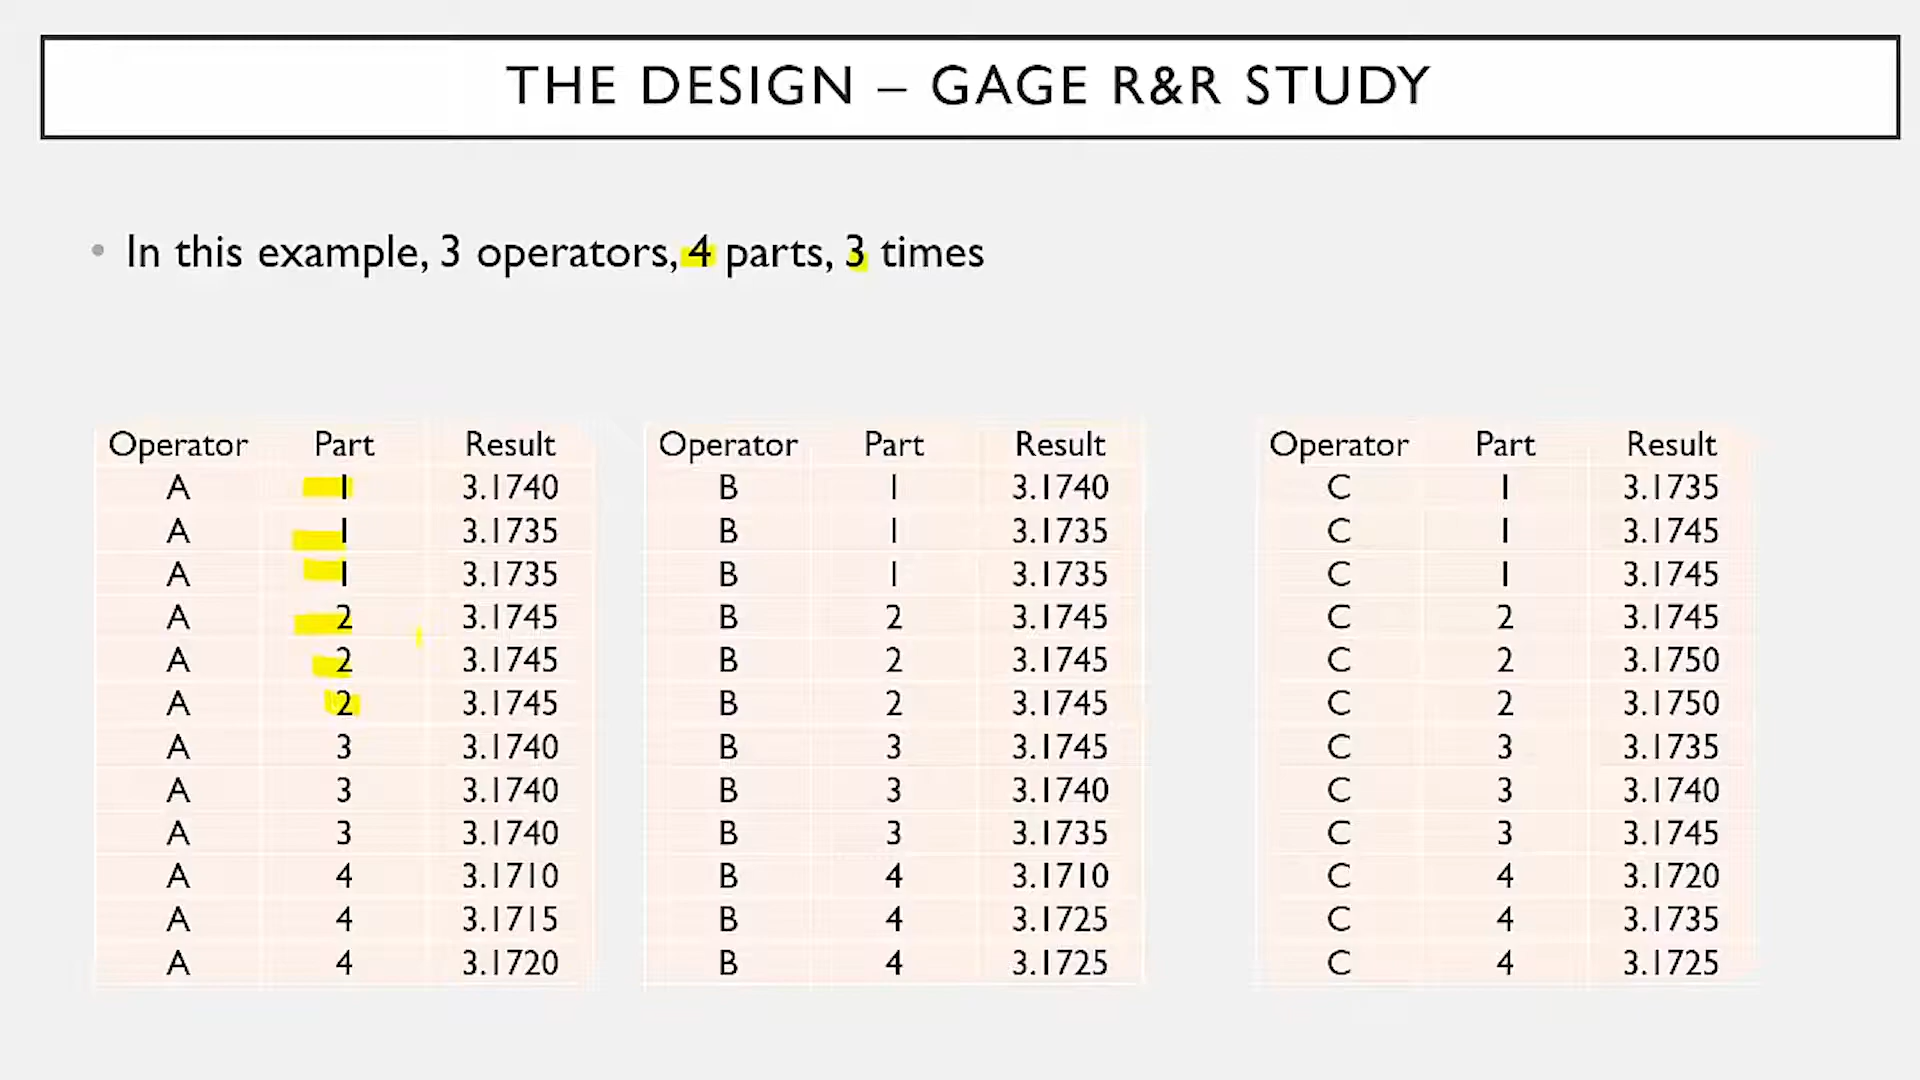 THE DESIGN – GAGE R&R STUDY
• In this example, 3 operators, 4 parts, 3 times
Operator Part Result
A 1 3.1740
A 1 3.1735
A 1 3.1735
A 2 3.1745
A 2 3.1745
A 2 3.1745
A 3 3.1740
A 3 3.1740
A 3 3.1740
A 4 3.1710
A 4 3.1715
A 4 3.1720
Operator Part Result
B 1 3.1740
B 1 3.1735
B 1 3.1735
B 2 3.1745
B 2 3.1745
B 2 3.1745
B 3 3.1745
B 3 3.1740
B 3 3.1735
B 4 3.1710
B 4 3.1725
B 4 3.1725
Operator Part Result
C 1 3.1735
C 1 3.1745
C 1 3.1745
C 2 3.1745
C 2 3.1750
C 2 3.1750
C 3 3.1735
C 3 3.1740
C 3 3.1745
C 4 3.1720
C 4 3.1735
C 4 3.1725